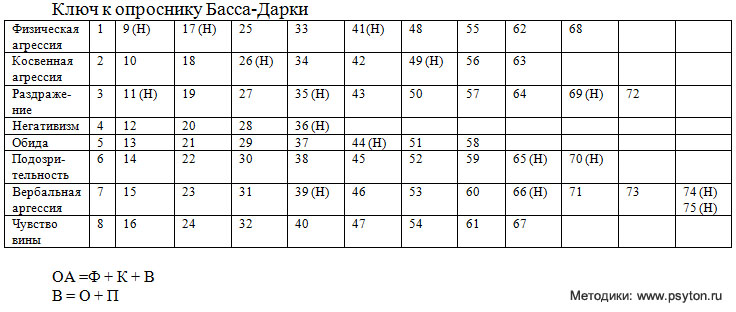 Ключ к опроснику Басса-Дарки
Физическая агрессия 1 9 (Н) 17 (Н) 25 33 41(Н) 48 55 62 68
Косвенная агрессия 2 10 18 26 (Н) 34 42 49 (Н) 56 63
Раздраже-ние 3 11 (Н) 19 27 35 (Н) 43 50 57 64 69 (Н) 72
Негативизм 4 12 20 28 36 (Н)
Обида 5 13 21 29 37 44 (Н) 51 58
Подозри-тельность 6 14 22 30 38 45 52 59 65 (Н) 70 (Н)
Вербальная аргессия 7 15 23 31 39 (Н) 46 53 60 66 (Н) 71 73 74 (Н) 75 (Н)
Чувство вины 8 16 24 32 40 47 54 61 67
ОА =Ф + К + В
В = О + П
Методики: www.psyton.ru